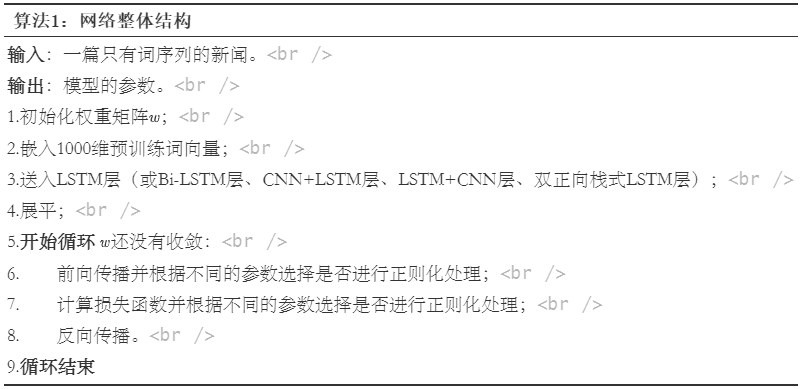 算法1：网络整体结构
输入：一篇只有词序列的新闻。<br />
输出：模型的参数。<br />
1.初始化权重矩阵w；<br />
2.嵌入1000维预训练词向量；<br />
3.送入LSTM层（或Bi-LSTM层、CNN+LSTM层、LSTM+CNN层、双正向栈式LSTM层）；<br />
4.展平；<br />
5.开始循环 w还没有收敛：<br />
6. 前向传播并根据不同的参数选择是否进行正则化处理；<br />
7. 计算损失函数并根据不同的参数选择是否进行正则化处理；<br />
8. 反向传播。<br />
9.循环结束